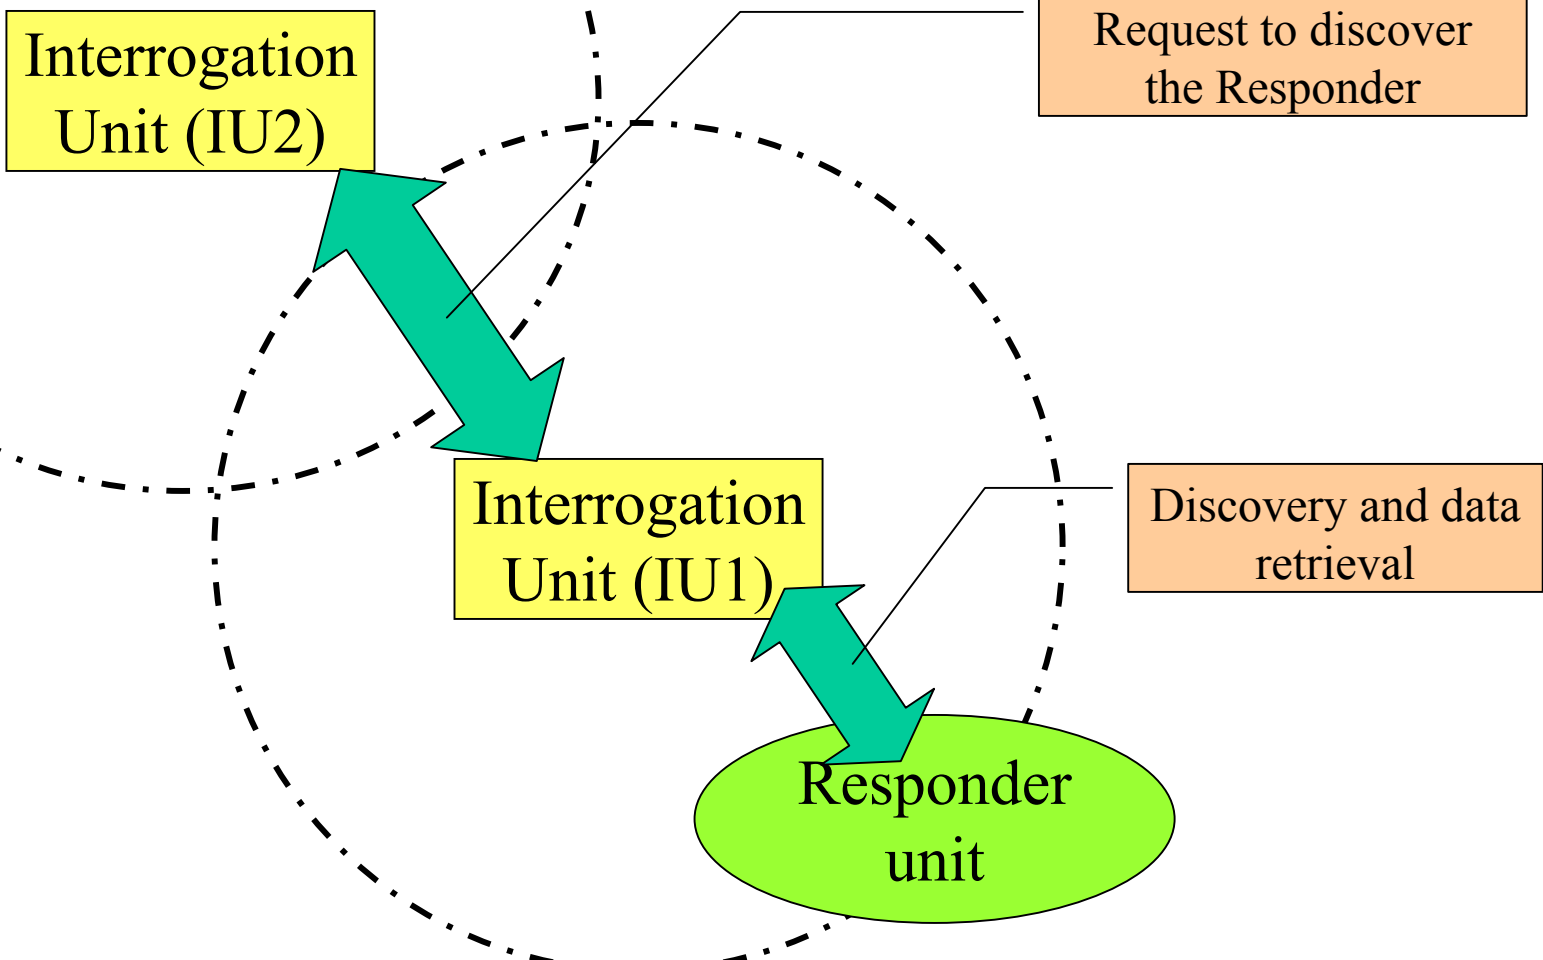 Interrogation
Unit (IU2)
Request to discover
the Responder
Interrogation
Unit (IU1)
Discovery and data
retrieval
Responder
unit